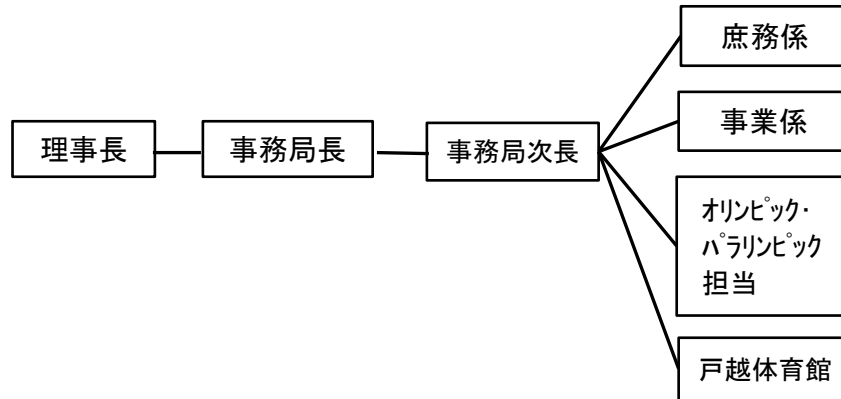 理事長
事務局長
事務局次長
庶務係
事業係
オリンピック・
パラリンピック
担当
戸越体育館